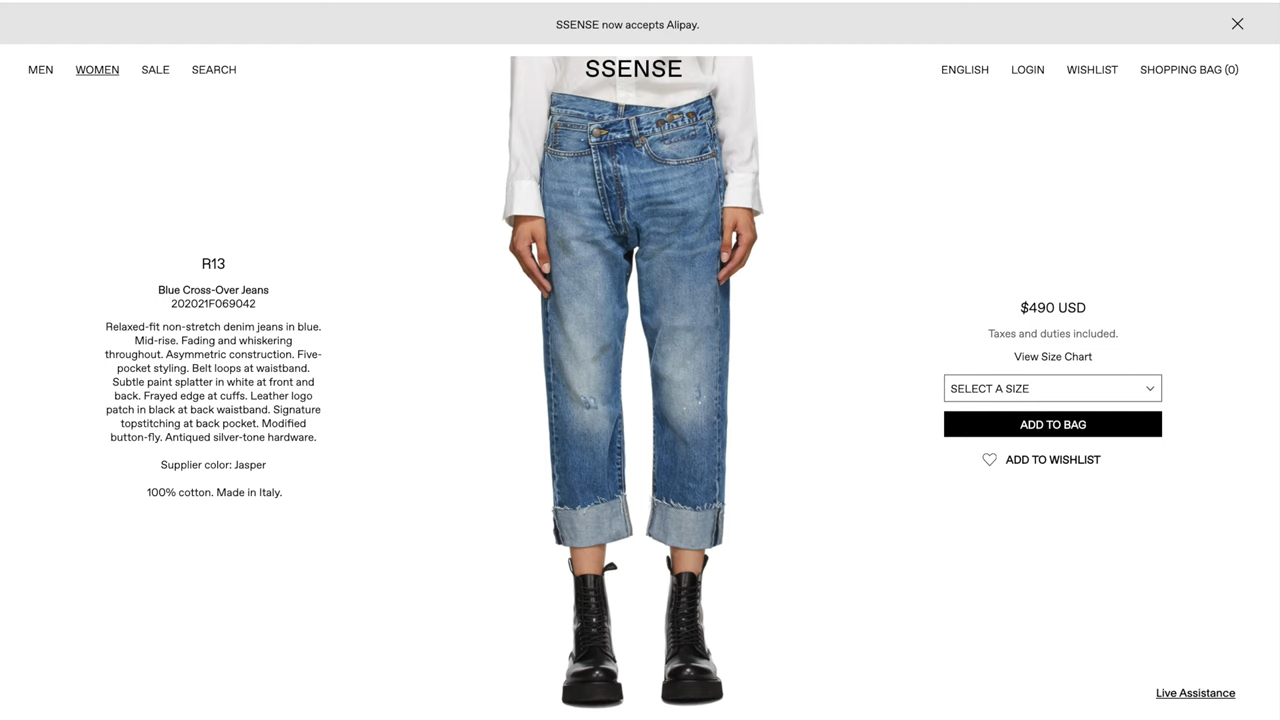 SSENSE now accepts Alipay.
MEN WOMEN SALE SEARCH
SSENSE
ENGLISH LOGIN WISHLIST SHOPPING BAG (0)
R13
Blue Cross-Over Jeans
202021F069042
Relaxed-fit non-stretch denim jeans in blue.
Mid-rise. Fading and whiskering
throughout. Asymmetric construction. Five-
pocket styling. Belt loops at waistband.
Subtle paint splatter in white at front and
back. Frayed edge at cuffs. Leather logo
patch in black at back waistband. Signature
topstitching at back pocket. Modified
button-fly. Antiqued silver-tone hardware.
Supplier color: Jasper
100% cotton. Made in Italy.
$490 USD
Taxes and duties included.
View Size Chart
SELECT A SIZE
ADD TO BAG
ADD TO WISHLIST
Live Assistance